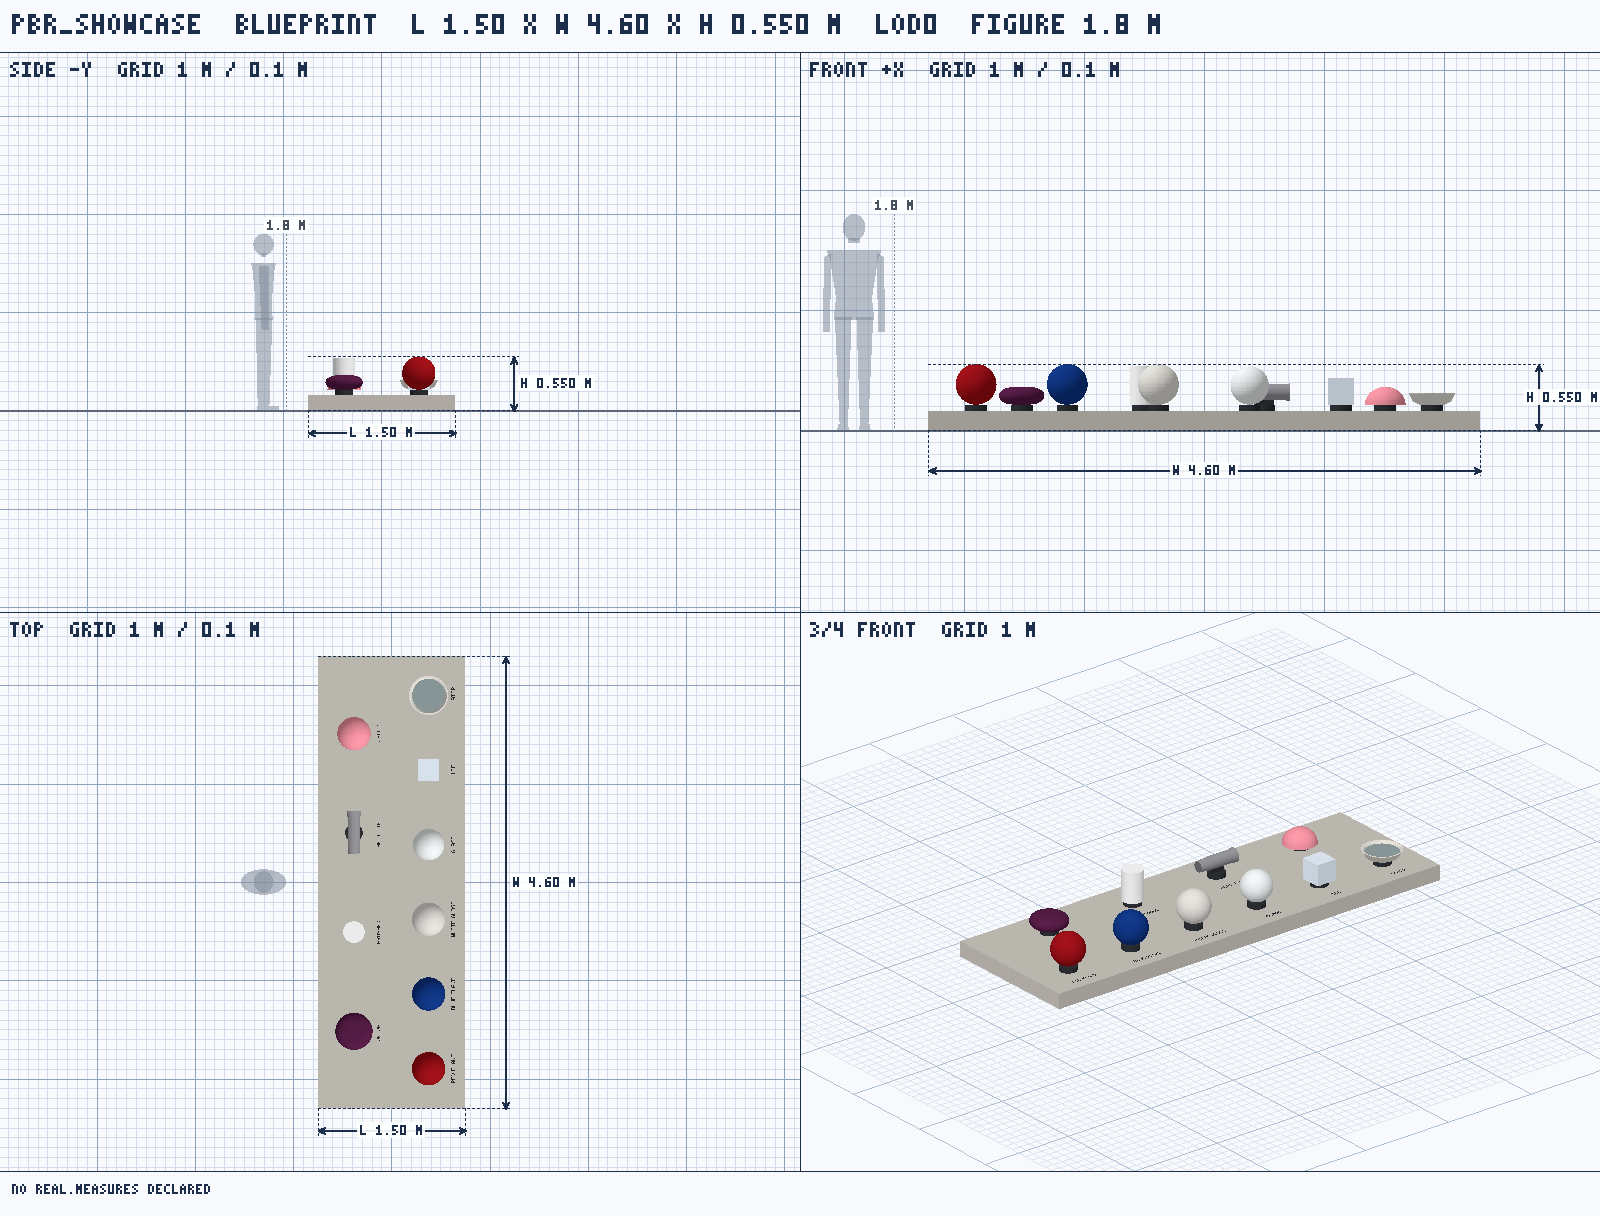 PBR_SHOWCASE BLUEPRINT L 1.50 X W 4.60 X H 0.550 M LOD0 FIGURE 1.8 M
SIDE -Y GRID 1 M / 0.1 M
1.8 M
H 0.550 M
L 1.50 M
FRONT +X GRID 1 M / 0.1 M
1.8 M
H 0.550 M
W 4.60 M
TOP GRID 1 M / 0.1 M
W 4.60 M
L 1.50 M
3/4 FRONT GRID 1 M
NO REAL.MEASURES DECLARED